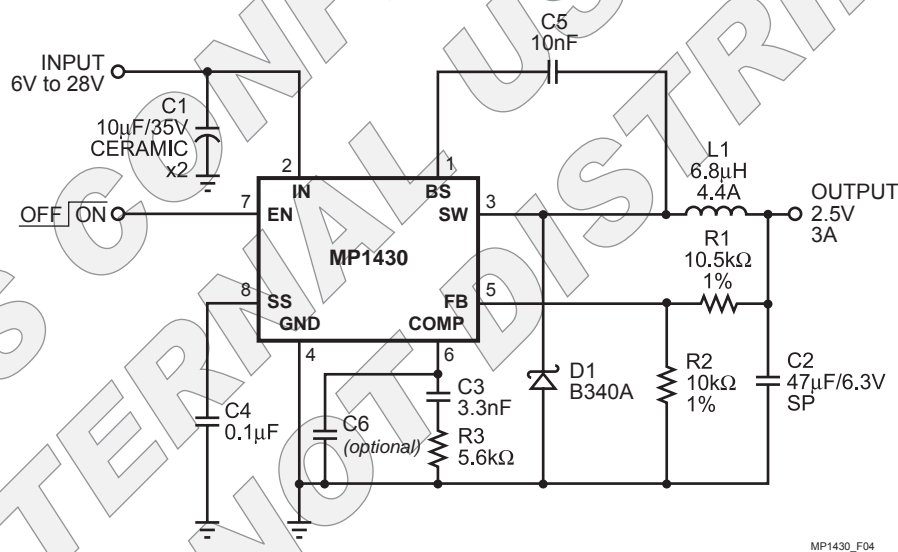 C5
10nF
INPUT
6V to 28V
C1
10μF/35V
CERAMIC
x2
2
1
L1
6.8μH
4.4A
IN
BS
OFF ON
7
EN
SW
3
OUTPUT
2.5V
3A
MP1430
R1
10.5kΩ
1%
8
SS
FB
5
GND
COMP
4
6
C4
0.1μF
C6
(optional)
C3
3.3nF
R3
5.6kΩ
D1
B340A
R2
10kΩ
1%
C2
47μF/6.3V
SP
MP1430_F04